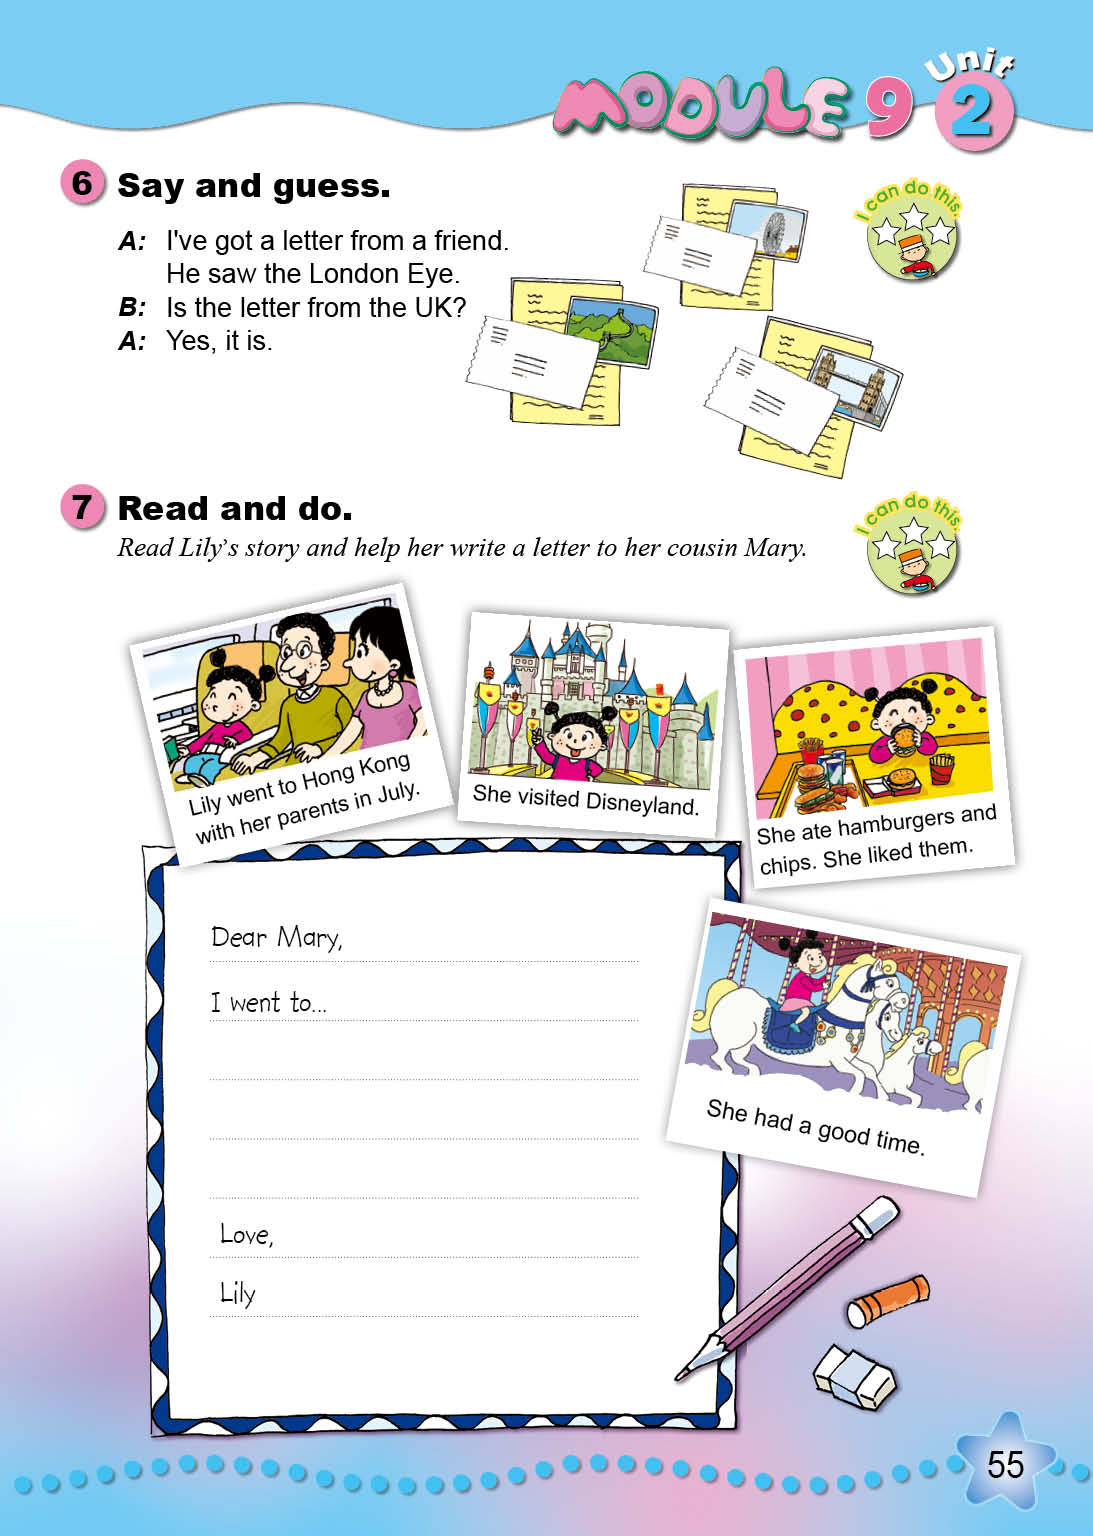 MODULE 9 Unit 2
6 Say and guess.
I can do this.
A: I've got a letter from a friend.
He saw the London Eye.
B: Is the letter from the UK?
A: Yes, it is.
7 Read and do.
I can do this.
Read Lily's story and help her write a letter to her cousin Mary.
Lily went to Hong Kong
with her parents in July.
She visited Disneyland.
She ate hamburgers and
chips. She liked them.
She had a good time.
Dear Mary,
I went to...
Love,
Lily
55